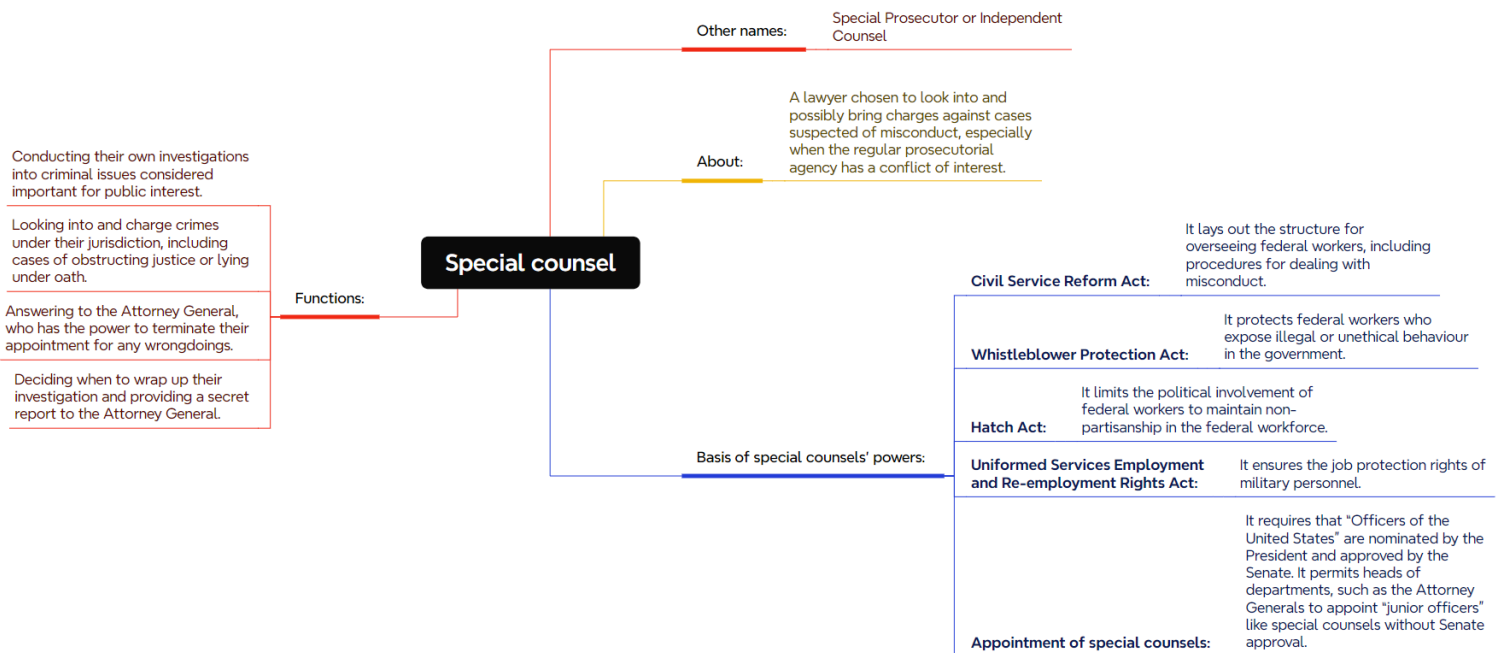 Special counsel
Other names:
Special Prosecutor or Independent
Counsel
About:
A lawyer chosen to look into and
possibly bring charges against cases
suspected of misconduct, especially
when the regular prosecutorial
agency has a conflict of interest.
Functions:
Conducting their own investigations
into criminal issues considered
important for public interest.
Looking into and charge crimes
under their jurisdiction, including
cases of obstructing justice or lying
under oath.
Answering to the Attorney General,
who has the power to terminate their
appointment for any wrongdoings.
Deciding when to wrap up their
investigation and providing a secret
report to the Attorney General.
Basis of special counsels' powers:
Civil Service Reform Act:
It lays out the structure for
overseeing federal workers, including
procedures for dealing with
misconduct.
Whistleblower Protection Act:
It protects federal workers who
expose illegal or unethical behaviour
in the government.
Hatch Act:
It limits the political involvement of
federal workers to maintain non-
partisanship in the federal workforce.
Uniformed Services Employment
and Re-employment Rights Act:
It ensures the job protection rights of
military personnel.
Appointment of special counsels:
It requires that "Officers of the
United States" are nominated by the
President and approved by the
Senate. It permits heads of
departments, such as the Attorney
Generals to appoint "junior officers"
like special counsels without Senate
approval.